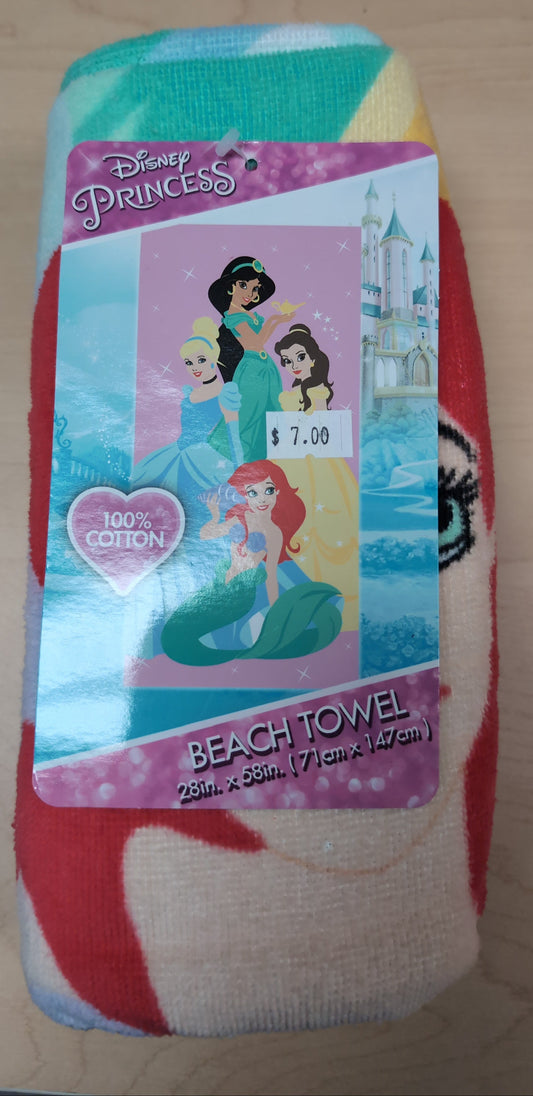 Disney
PRINCESS
$ 7.00
100%
COTTON
BEACH TOWEL
28in. x 58in. (71cm x 147cm)